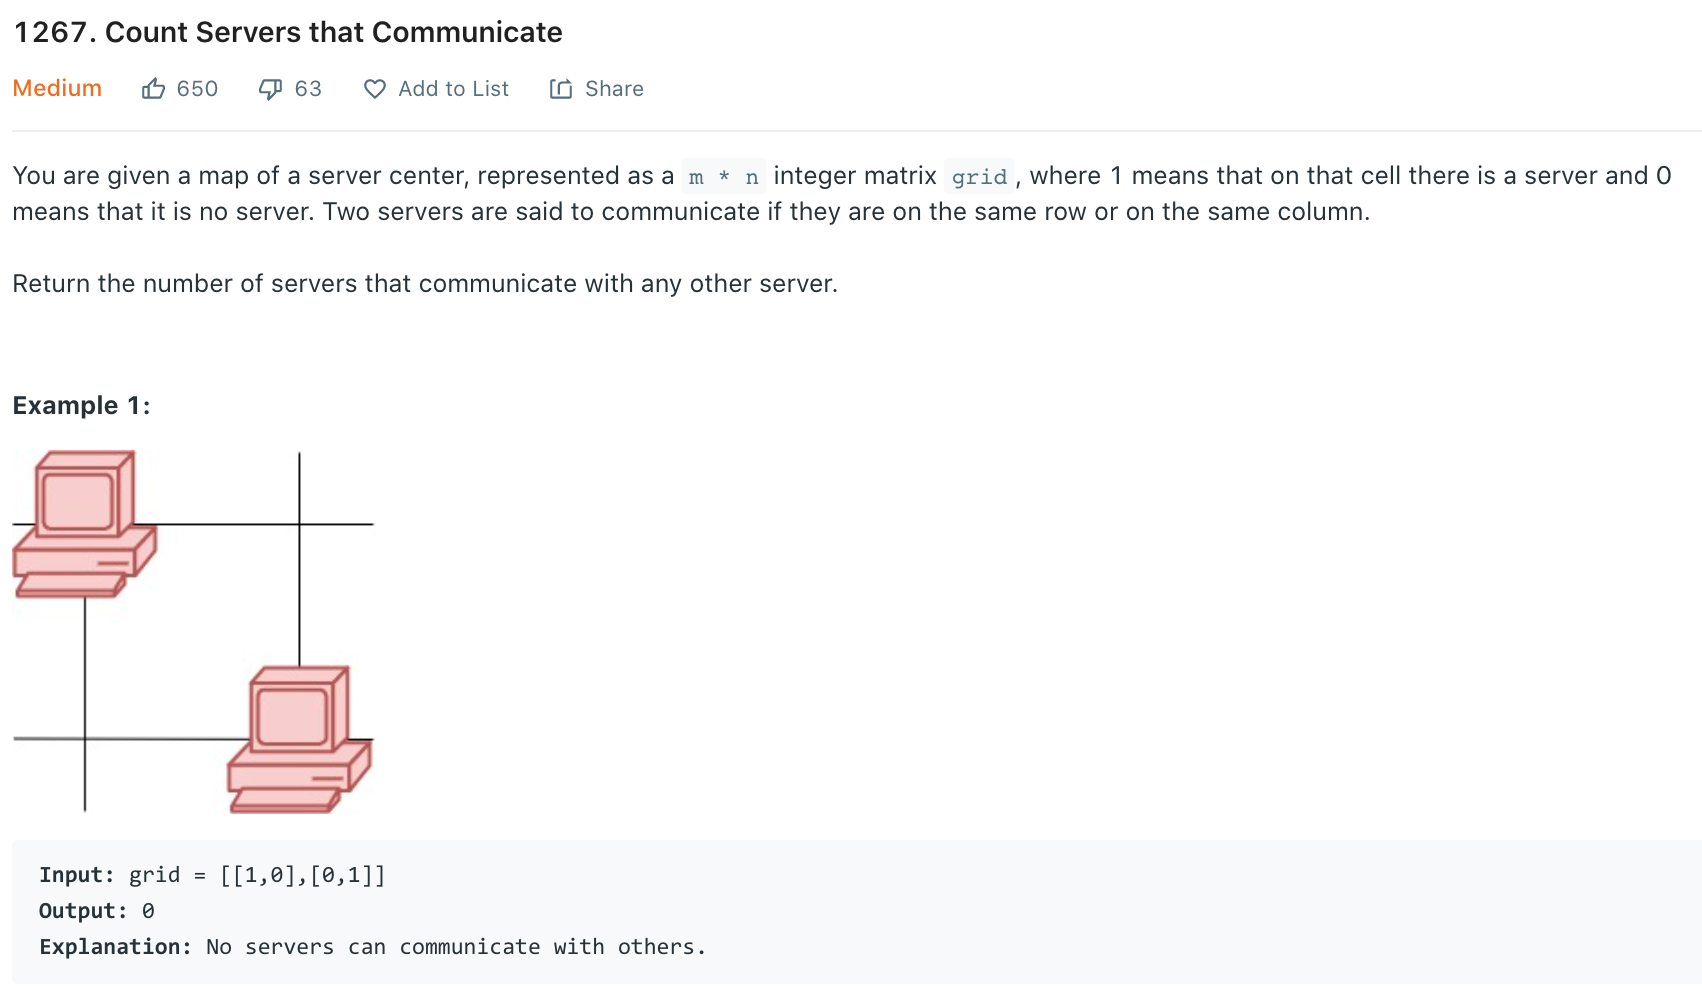 1267. Count Servers that Communicate
Medium 650 63 Add to List Share
You are given a map of a server center, represented as a m * n integer matrix grid , where 1 means that on that cell there is a server and 0
means that it is no server. Two servers are said to communicate if they are on the same row or on the same column.
Return the number of servers that communicate with any other server.
Example 1:
Input: grid = [[1,0],[0,1]]
Output: 0
Explanation: No servers can communicate with others.